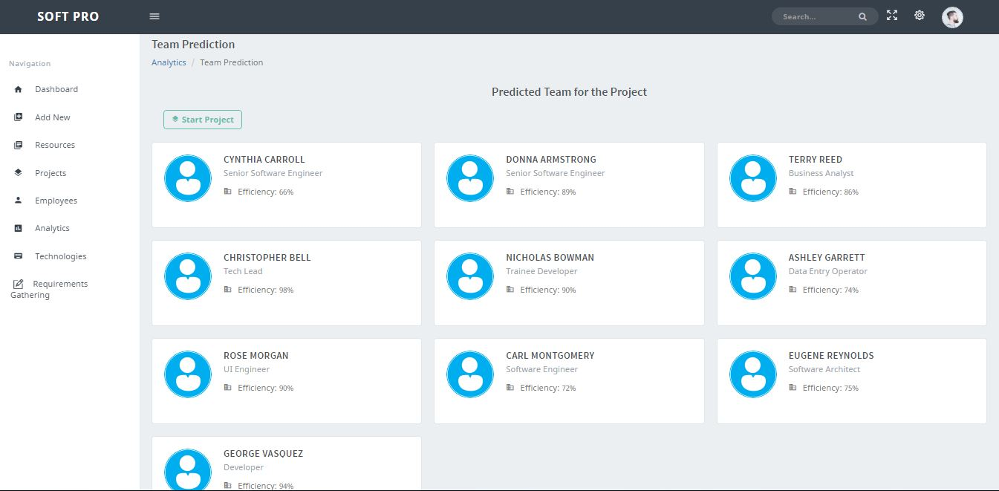 SOFT PRO
Search...
Navigation
Dashboard
Add New
Resources
Projects
Employees
Analytics
Technologies
Requirements
Gathering
Team Prediction
Analytics / Team Prediction
Predicted Team for the Project
Start Project
CYNTHIA CARROLL
Senior Software Engineer
Efficiency: 66%
DONNA ARMSTRONG
Senior Software Engineer
Efficiency: 89%
TERRY REED
Business Analyst
Efficiency: 86%
CHRISTOPHER BELL
Tech Lead
Efficiency: 98%
NICHOLAS BOWMAN
Trainee Developer
Efficiency: 90%
ASHLEY GARRETT
Data Entry Operator
Efficiency: 74%
ROSE MORGAN
UI Engineer
Efficiency: 90%
CARL MONTGOMERY
Software Engineer
Efficiency: 72%
EUGENE REYNOLDS
Software Architect
Efficiency: 75%
GEORGE VASQUEZ
Developer
Efficiency: 94%